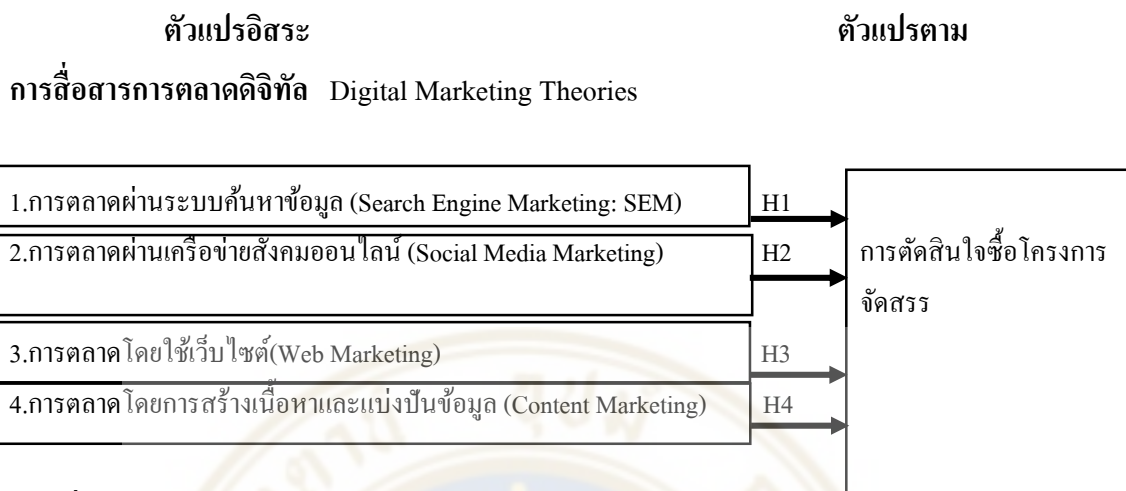 ตัวแปรอิสระ ตัวแปรตาม
การสื่อสารการตลาดดิจิทัล Digital Marketing Theories
1.การตลาดผ่านระบบค้นหาข้อมูล (Search Engine Marketing: SEM) H1
2.การตลาดผ่านเครือข่ายสังคมออนไลน์ (Social Media Marketing) H2
การตัดสินใจซื้อโครงการ
จัดสรร
3.การตลาดโดยใช้เว็บไซต์(Web Marketing) H3
4.การตลาดโดยการสร้างเนื้อหาและแบ่งปันข้อมูล (Content Marketing) H4